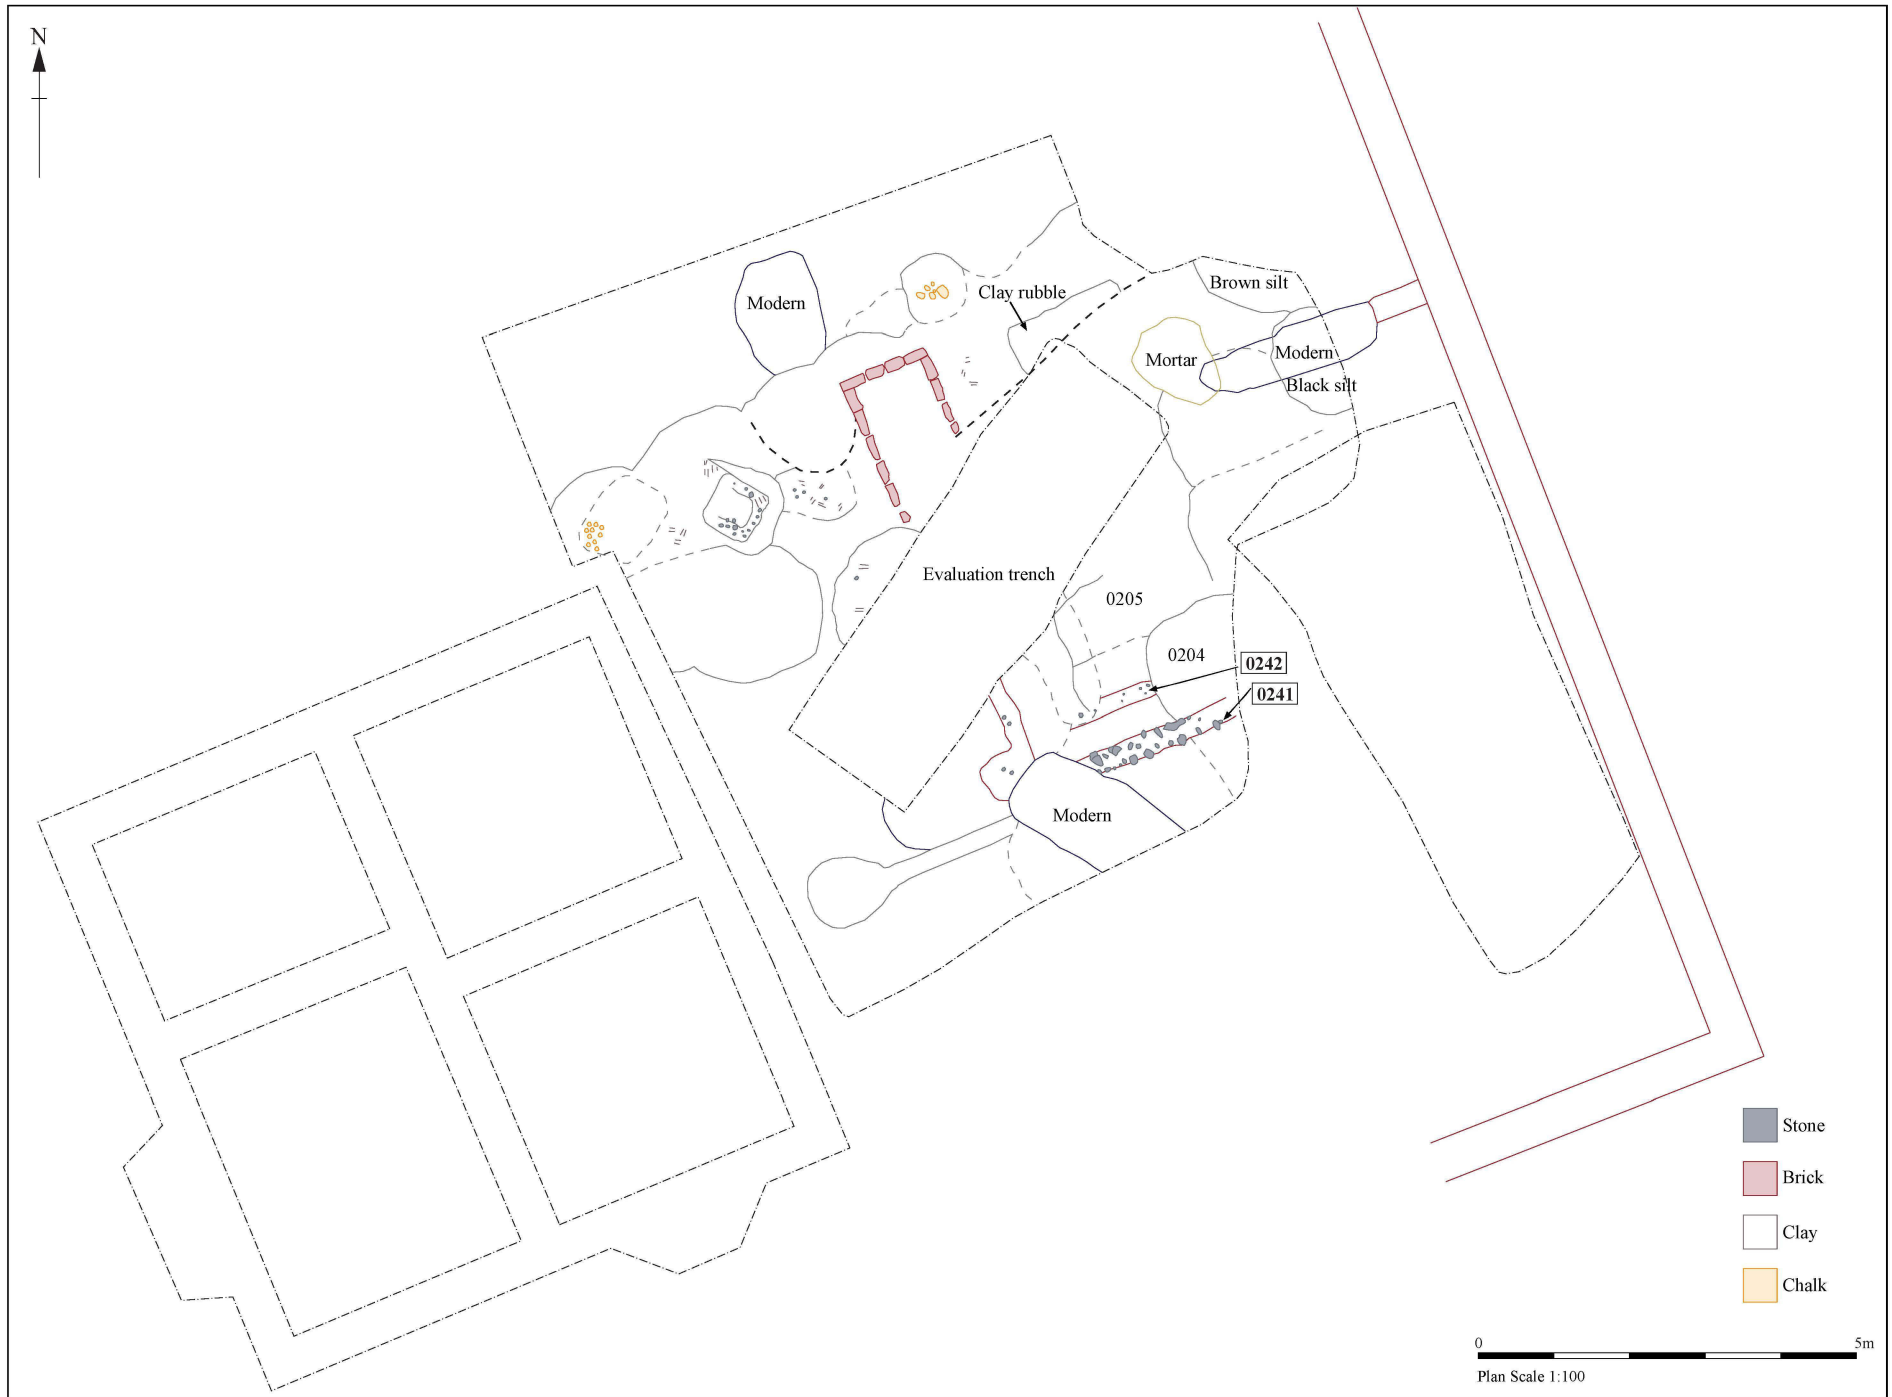 N
Modern
Clay rubble
Brown silt
Mortar
Modern
Black silt
Evaluation trench
0205
0204
0242
0241
Modern
Stone
Brick
Clay
Chalk
0 5m
Plan Scale 1:100